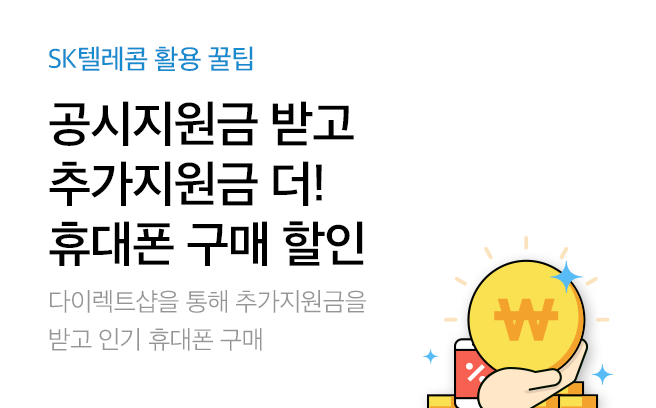 SK텔레콤 활용 꿀팁
공시지원금 받고
추가지원금 더!
휴대폰 구매 할인
다이렉트샵을 통해 추가지원금을
받고 인기 휴대폰 구매
₩
%